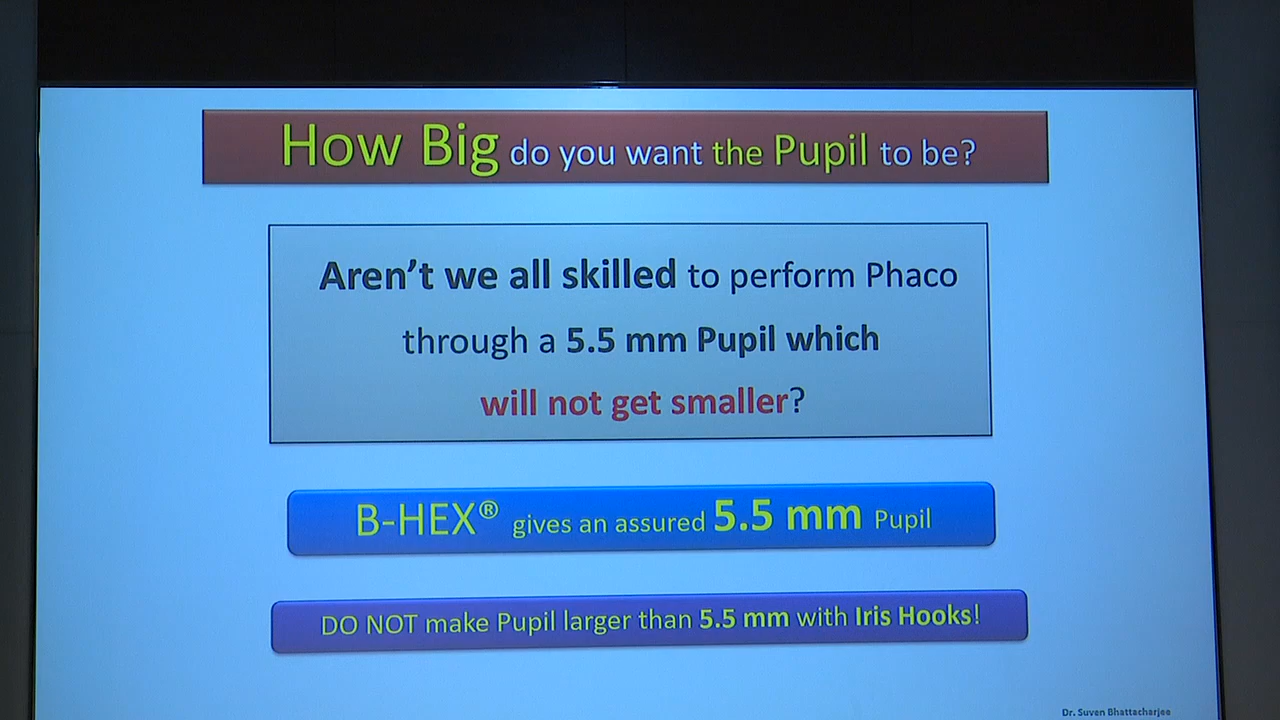 How Big do you want the Pupil to be?
Aren't we all skilled to perform Phaco
through a 5.5 mm Pupil which
will not get smaller?
B-HEX® gives an assured 5.5 mm Pupil
DO NOT make Pupil larger than 5.5 mm with Iris Hooks!
Dr. Suven Bhattacharjee